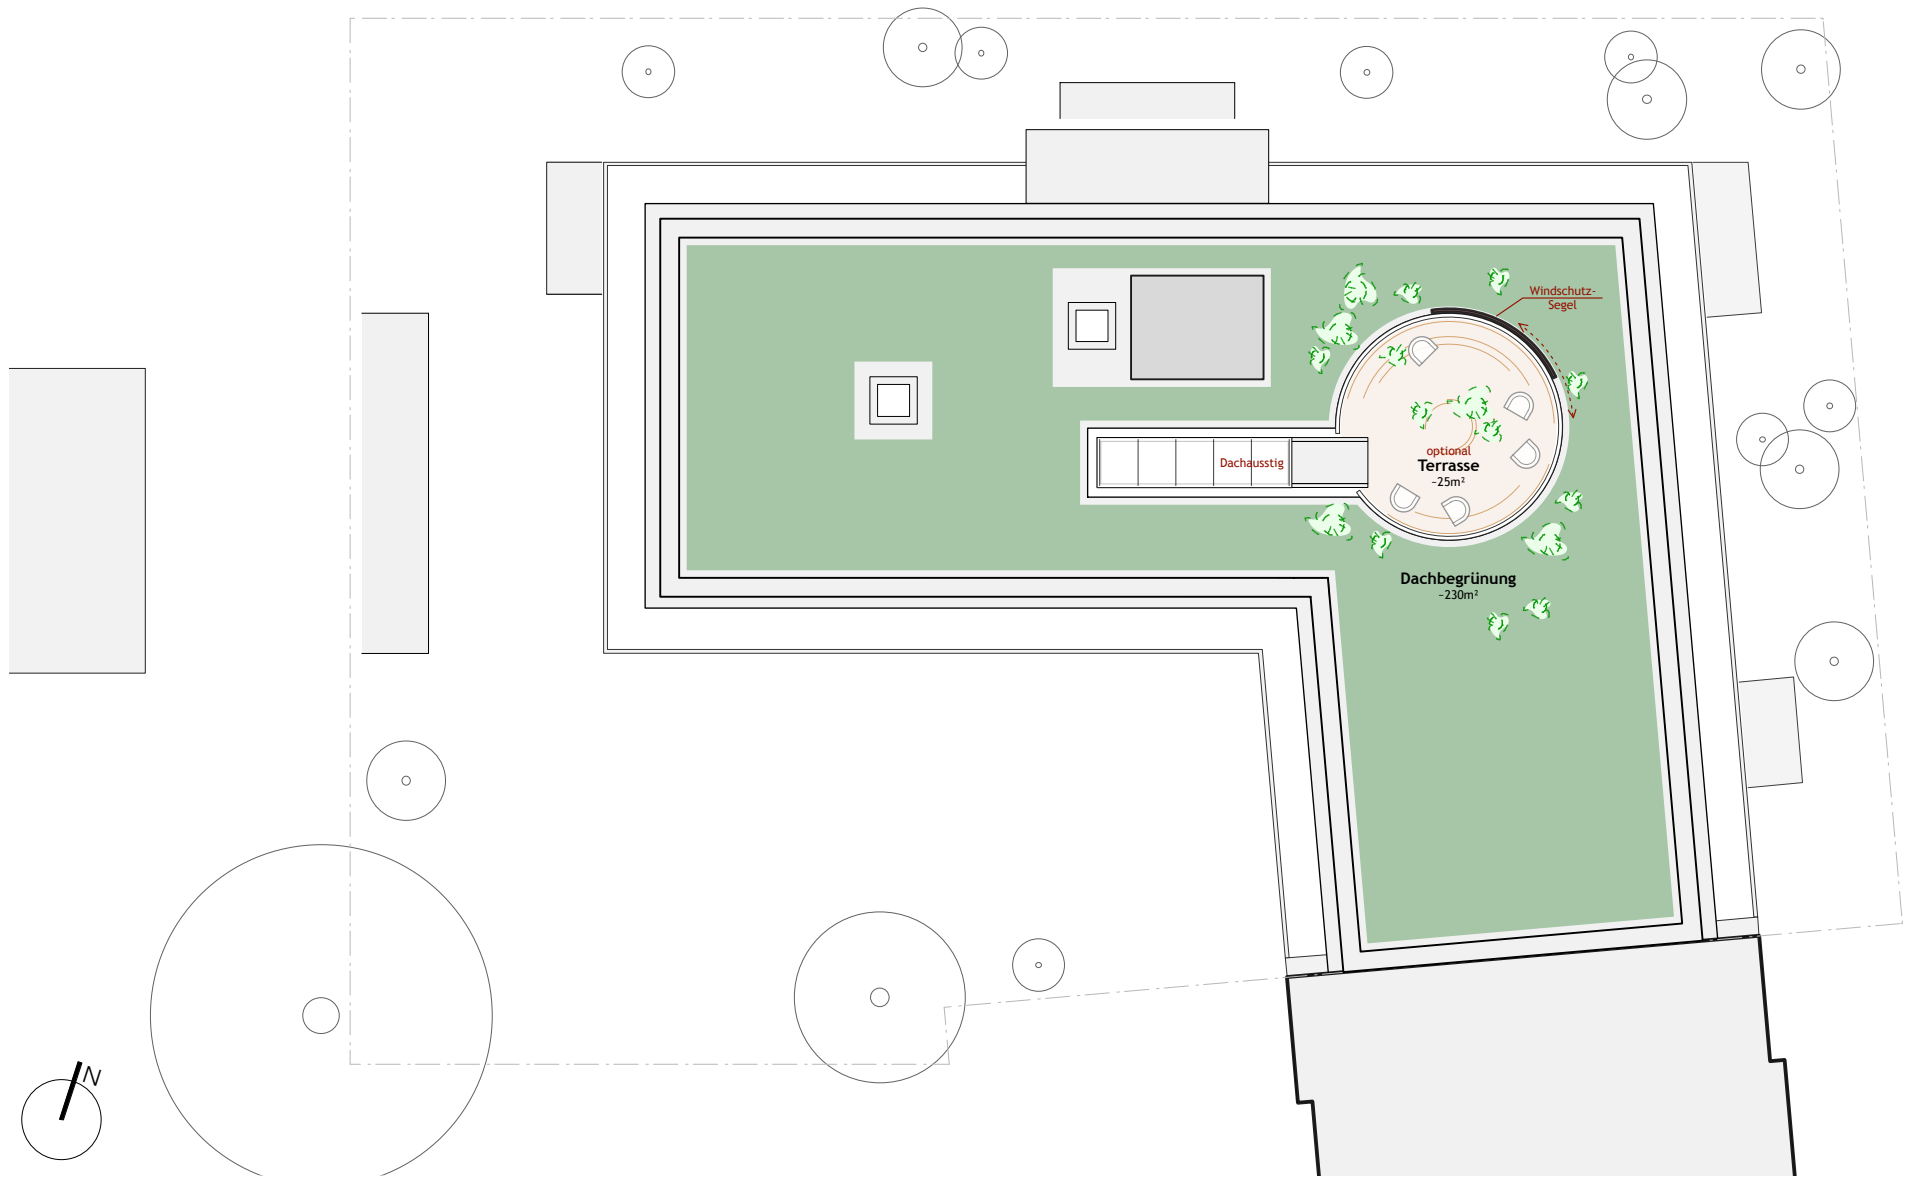 Windschutz-
Segel
Dachausstig
optional
Terrasse
~25m²
Dachbegrünung
~230m²
N